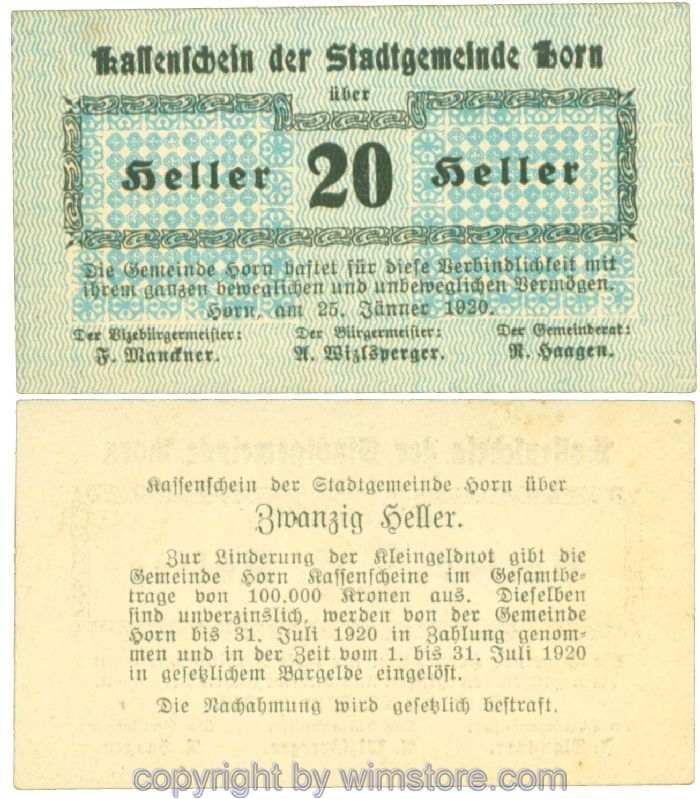 Kassenschein der Stadtgemeinde Horn
über
Heller 20 Heller
Die Gemeinde Horn haftet für diese Verbindlichkeit mit
ihrem ganzen beweglichen und unbeweglichen Vermögen.
Horn, am 25. Jänner 1920.
Der Vizebürgermeister: Der Bürgermeister: Der Gemeinderat:
F. Manckner. A. Wizlsperger. R. Haagen.
Kassenschein der Stadtgemeinde Horn über
Zwanzig Heller.
Zur Linderung der Kleingeldnot gibt die
Gemeinde Horn Kassenscheine im Gesamtbe-
trage von 100.000 Kronen aus. Dieselben
sind unverzinslich, werden von der Gemeinde
Horn bis 31. Juli 1920 in Zahlung genom-
men und in der Zeit vom 1. bis 31. Juli 1920
in gesetzlichem Bargelde eingelöst.
Die Nachahmung wird gesetzlich bestraft.
copyright by wimstore.com